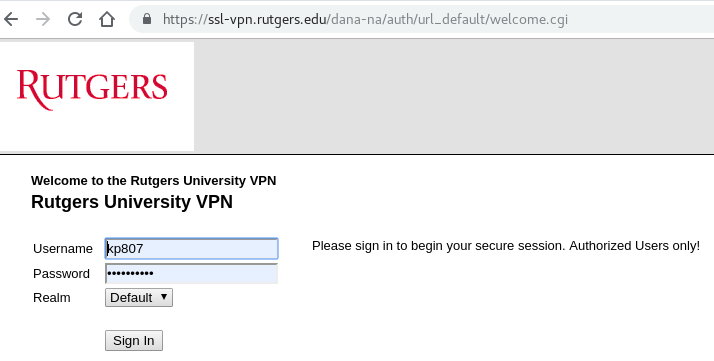 https://ssl-vpn.rutgers.edu/dana-na/auth/url_default/welcome.cgi
RUTGERS
Welcome to the Rutgers University VPN
Rutgers University VPN
Username kp807 Please sign in to begin your secure session. Authorized Users only!
Password ••••••••••
Realm Default ▼
Sign In